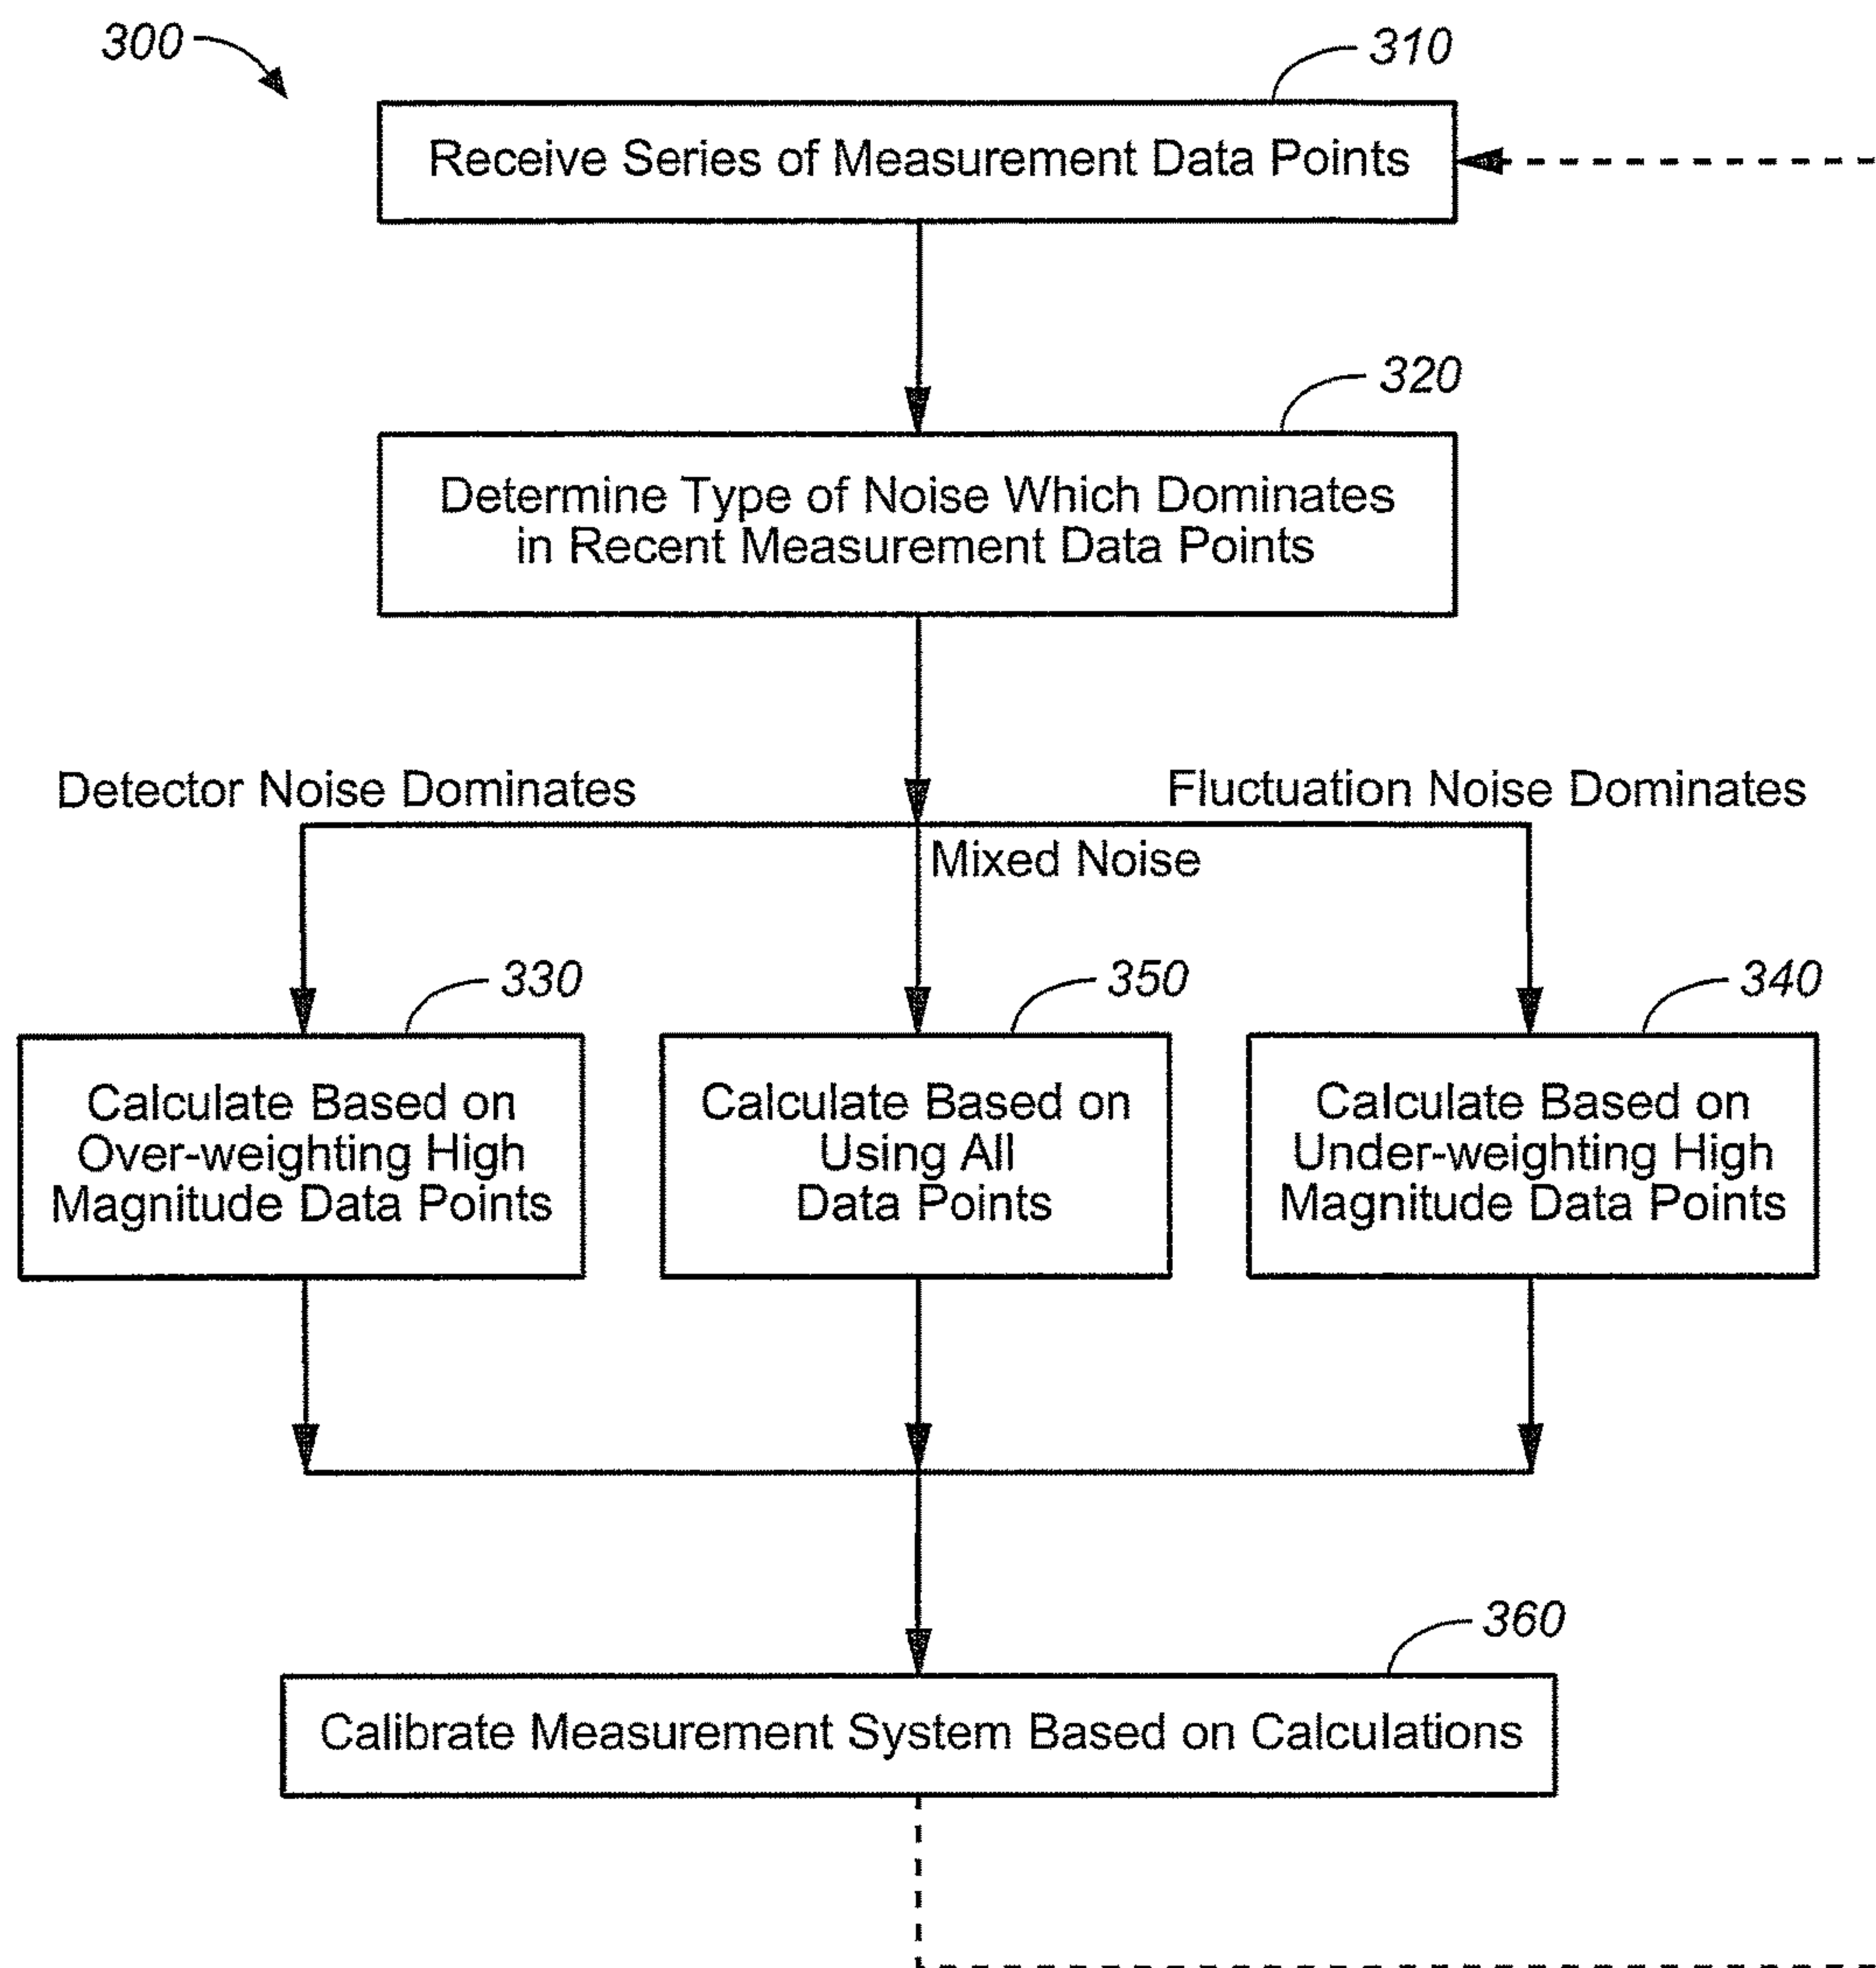 300
310
Receive Series of Measurement Data Points
320
Determine Type of Noise Which Dominates
in Recent Measurement Data Points
Detector Noise Dominates
Fluctuation Noise Dominates
Mixed Noise
330
350
340
Calculate Based on
Over-weighting High
Magnitude Data Points
Calculate Based on
Using All
Data Points
Calculate Based on
Under-weighting High
Magnitude Data Points
360
Calibrate Measurement System Based on Calculations